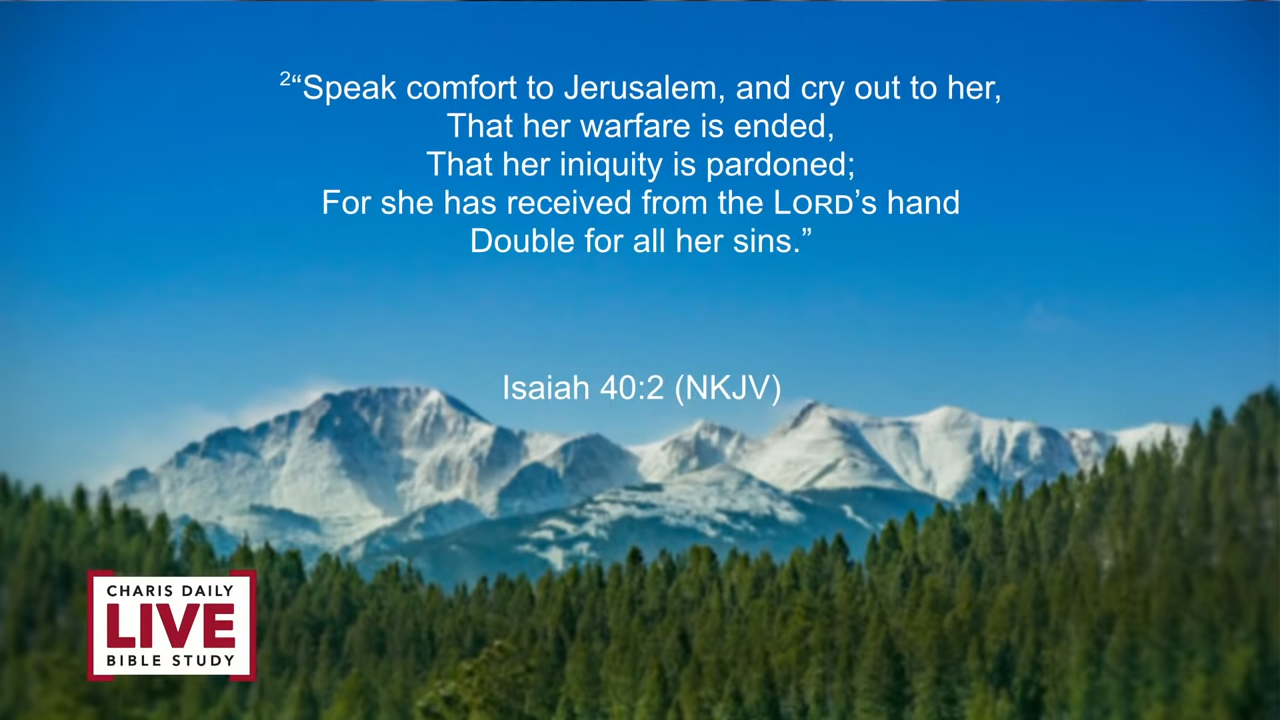 ²“Speak comfort to Jerusalem, and cry out to her,
That her warfare is ended,
That her iniquity is pardoned;
For she has received from the LORD’s hand
Double for all her sins.”
Isaiah 40:2 (NKJV)
CHARIS DAILY
LIVE
BIBLE STUDY